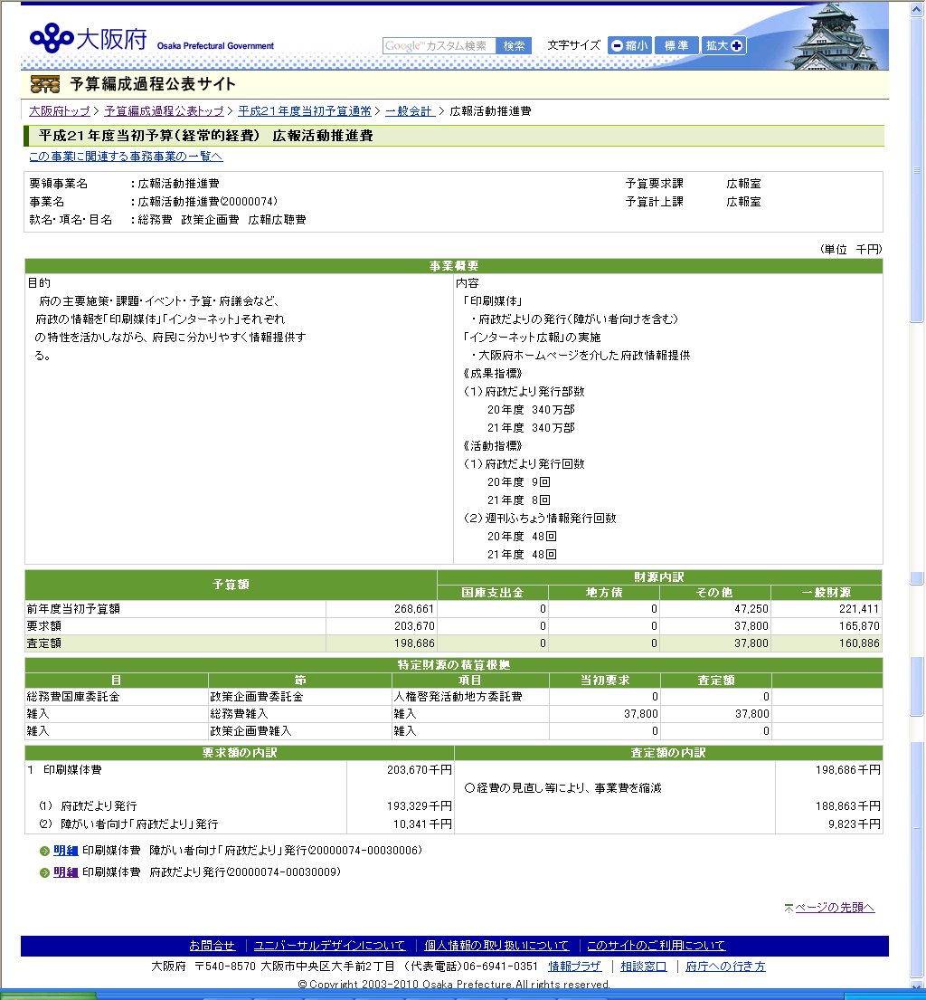 大阪府 Osaka Prefectural Government Google™カスタム検索 検索 文字サイズ 縮小 標準 拡大
予算編成過程公表サイト
大阪府トップ > 予算編成過程公表トップ > 平成21年度当初予算通常 > 一般会計 > 広報活動推進費
平成21年度当初予算(経常的経費) 広報活動推進費
この事業に関連する事務事業の一覧へ
要領事業名 :広報活動推進費 予算要求課 広報室
事業名 :広報活動推進費(20000074) 予算計上課 広報室
款名・項名・目名 :総務費 政策企画費 広報広聴費
(単位 千円)
事業概要
目的
府の主要施策・課題・イベント・予算・府議会など、
府政の情報を「印刷媒体」「インターネット」それぞれ
の特性を活かしながら、府民に分かりやすく情報提供す
る。
内容
「印刷媒体」
・府政だよりの発行(障がい者向けを含む)
「インターネット広報」の実施
・大阪府ホームページを介した府政情報提供
《成果指標》
(1)府政だより発行部数
20年度 340万部
21年度 340万部
《活動指標》
(1)府政だより発行回数
20年度 9回
21年度 8回
(2)週刊ふちょう情報発行回数
20年度 48回
21年度 48回
予算額 財源内訳
国庫支出金 地方債 その他 一般財源
前年度当初予算額 268,661 0 0 47,250 221,411
要求額 203,670 0 0 37,800 165,870
査定額 198,686 0 0 37,800 160,886
特定財源の積算根拠
目 節 項目 当初要求 査定額
総務費国庫委託金 政策企画費委託金 人権啓発活動地方委託費 0 0
雑入 総務費雑入 雑入 37,800 37,800
雑入 政策企画費雑入 雑入 0 0
要求額の内訳 査定額の内訳
1 印刷媒体費 203,670千円 198,686千円
○経費の見直し等により、事業費を縮減
(1) 府政だより発行 193,329千円 188,863千円
(2) 障がい者向け「府政だより」発行 10,341千円 9,823千円
明細 印刷媒体費 障がい者向け「府政だより」発行(20000074-00030006)
明細 印刷媒体費 府政だより発行(20000074-00030009)
ページの先頭へ
お問合せ | ユニバーサルデザインについて | 個人情報の取り扱いについて | このサイトのご利用について
大阪府 〒540-8570 大阪市中央区大手前2丁目 (代表電話)06-6941-0351 情報プラザ | 相談窓口 | 府庁への行き方
© Copyright 2003-2010 Osaka Prefecture.All rights reserved.